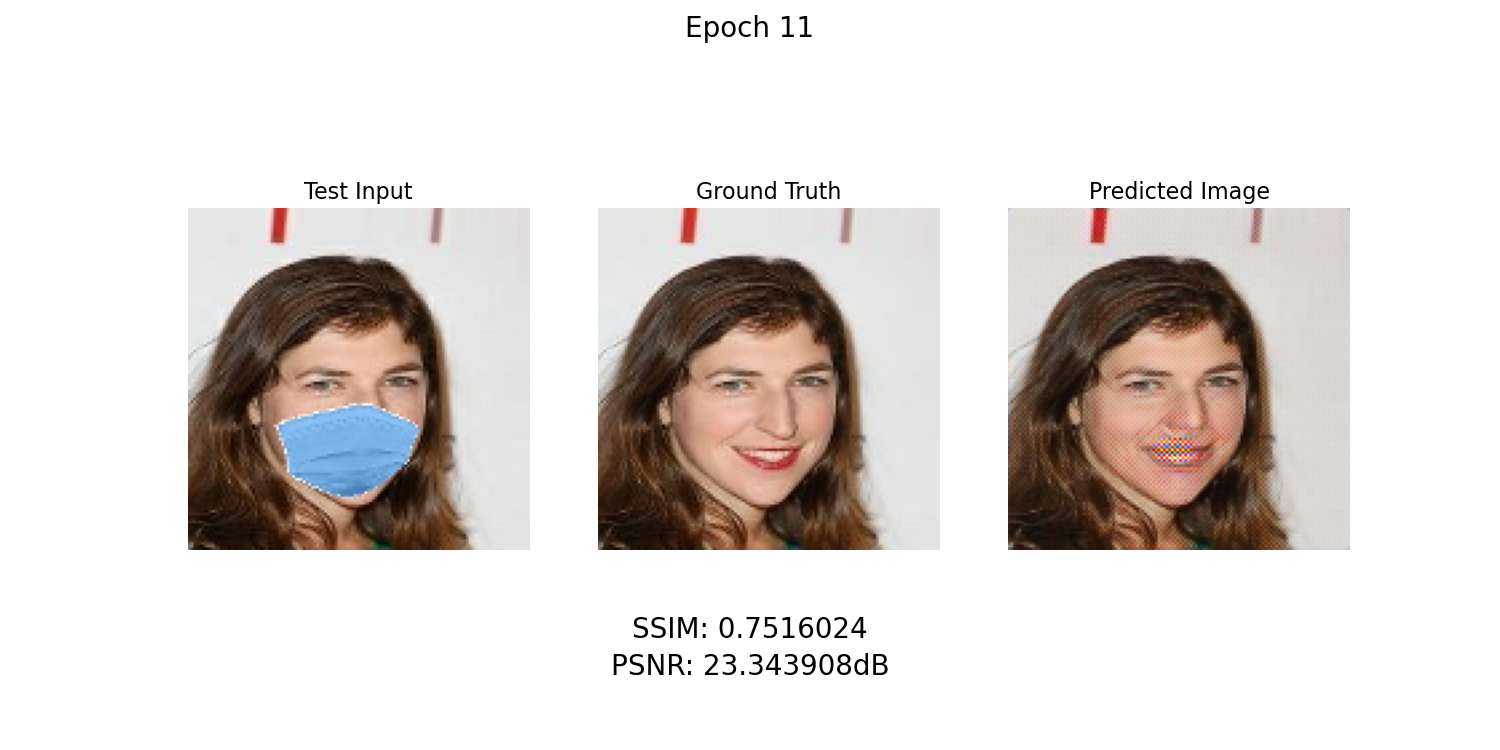 Epoch 11
Test Input
Ground Truth
Predicted Image
SSIM: 0.7516024
PSNR: 23.343908dB